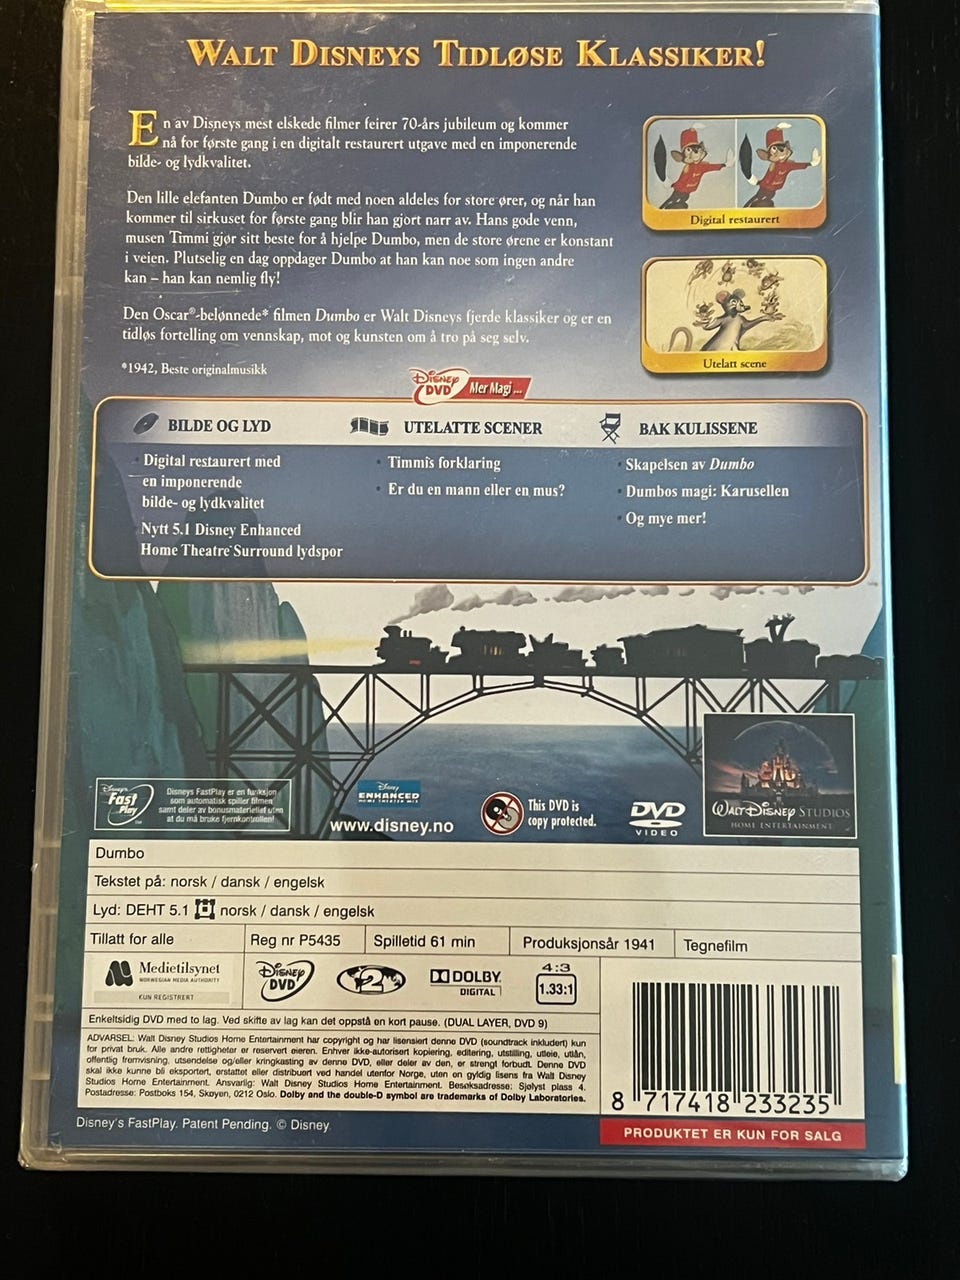 WALT DISNEYS TIDLØSE KLASSIKER!
En av Disneys mest elskede filmer feirer 70-års jubileum og kommer
nå for første gang i en digitalt restaurert utgave med en imponerende
bilde- og lydkvalitet.
Den lille elefanten Dumbo er født med noen aldeles for store ører, og når han
kommer til sirkuset for første gang blir han gjort narr av. Hans gode venn,
musen Timmi gjør sitt beste for å hjelpe Dumbo, men de store ørene er konstant
i veien. Plutselig en dag oppdager Dumbo at han kan noe som ingen andre
kan – han kan nemlig fly!
Den Oscar®-belønnede* filmen Dumbo er Walt Disneys fjerde klassiker og er en
tidløs fortelling om vennskap, mot og kunsten om å tro på seg selv.
*1942, Beste originalmusikk
Digital restaurert
Utelatt scene
DISNEY DVD Mer Magi...
BILDE OG LYD
Digital restaurert med
en imponerende
bilde- og lydkvalitet
Nytt 5.1 Disney Enhanced
Home Theatre Surround lydspor
UTELATTE SCENER
Timmis forklaring
Er du en mann eller en mus?
BAK KULISSENE
Skapelsen av Dumbo
Dumbos magi: Karusellen
Og mye mer!
Disney's
Fast
Play
Disneys FastPlay er en funksjon
som automatisk spiller filmen
samt deler av bonusmateriellet uten
at du må bruke fjernkontrollen!
Disney
ENHANCED
HOME THEATER MIX
www.disney.no
This DVD is
copy protected.
DVD
VIDEO
WALT DISNEY STUDIOS
HOME ENTERTAINMENT
Dumbo
Tekstet på: norsk / dansk / engelsk
Lyd: DEHT 5.1 norsk / dansk / engelsk
Tillatt for alle
Reg nr P5435
Spilletid 61 min
Produksjonsår 1941
Tegnefilm
Medietilsynet
NORWEGIAN MEDIA AUTHORITY
KUN REGISTRERT
DISNEY
DVD
2
DOLBY
DIGITAL
4:3
1.33:1
Enkeltsidig DVD med to lag. Ved skifte av lag kan det oppstå en kort pause. (DUAL LAYER, DVD 9)
ADVARSEL: Walt Disney Studios Home Entertainment har copyright og har lisensiert denne DVD (soundtrack inkludert) kun
for privat bruk. Alle andre rettigheter er reservert eieren. Enhver ikke-autorisert kopiering, editering, utstilling, utleie, utlån,
offentlig fremvisning, utsendelse og/eller kringkasting av denne DVD, eller deler av den, er strengt forbudt. Denne DVD
skal ikke kunne bli eksportert, erstattet eller distribuert ved handel utenfor Norge, uten en gyldig lisens fra Walt Disney
Studios Home Entertainment. Ansvarlig: Walt Disney Studios Home Entertainment. Besøksadresse: Sjølyst plass 4.
Postadresse: Postboks 154, Skøyen, 0212 Oslo. Dolby and the double-D symbol are trademarks of Dolby Laboratories.
8 717418 233235
PRODUKTET ER KUN FOR SALG
Disney's FastPlay. Patent Pending. © Disney.